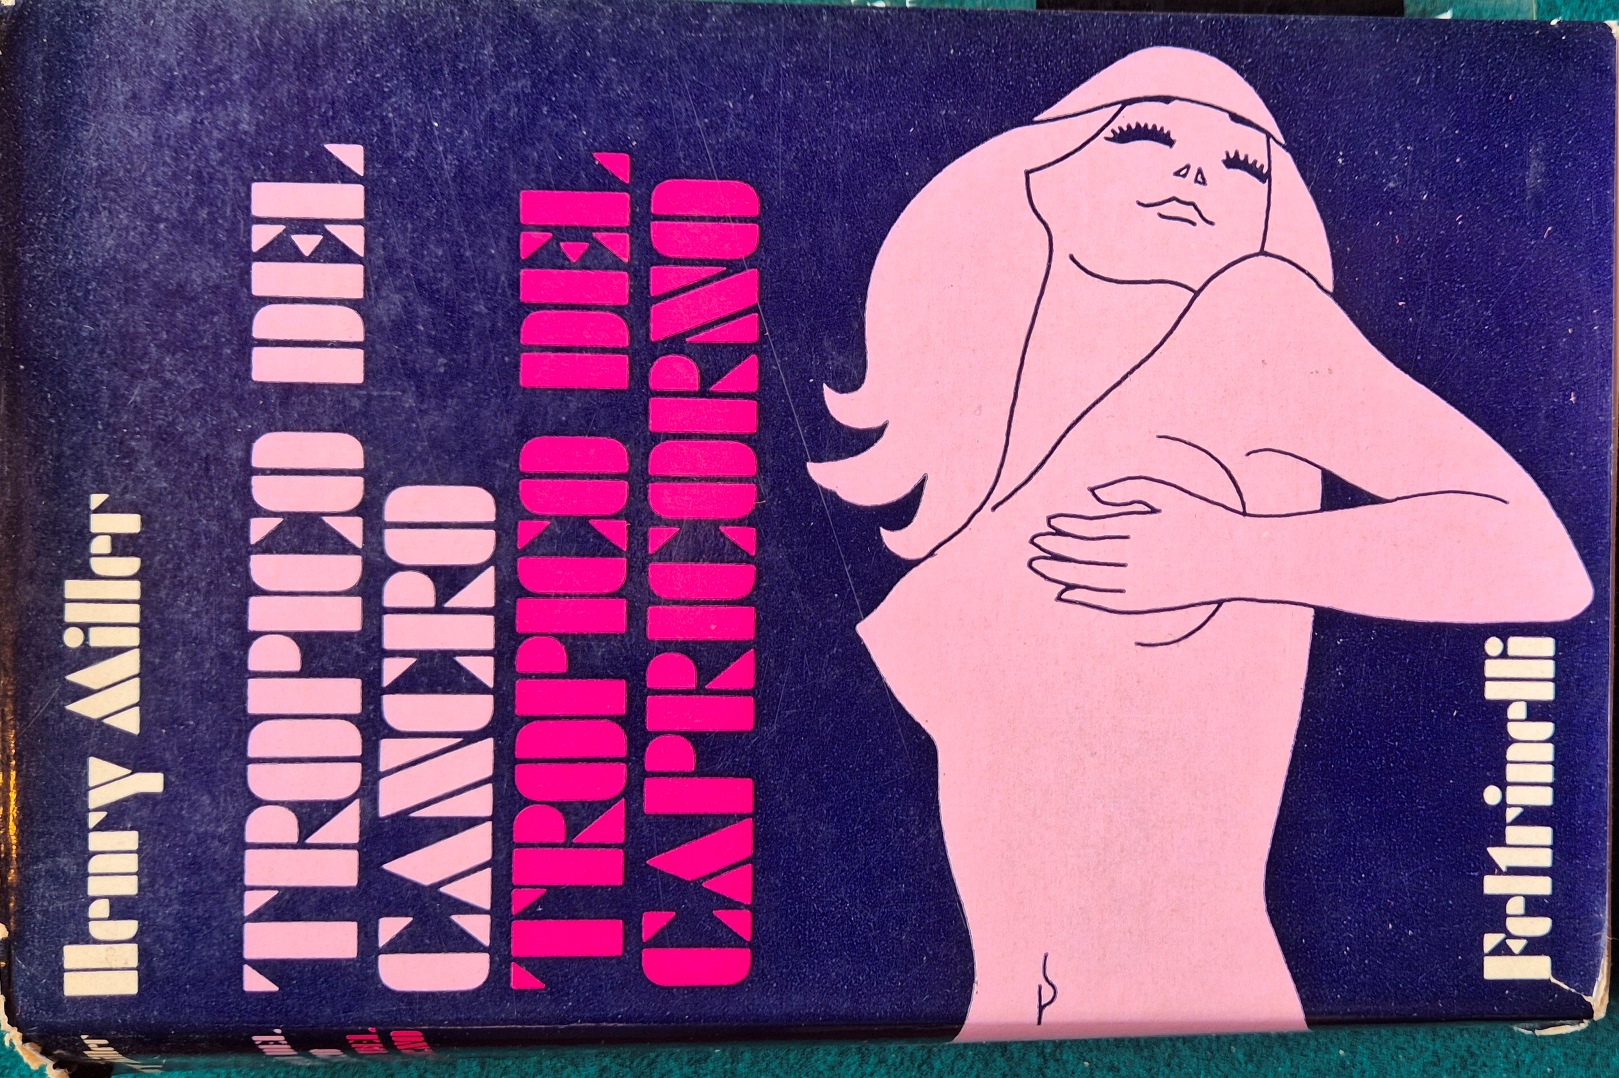 Henry Miller
TROPICO DEL
CANCRO
TROPICO DEL
CAPRICORNO
Feltrinelli